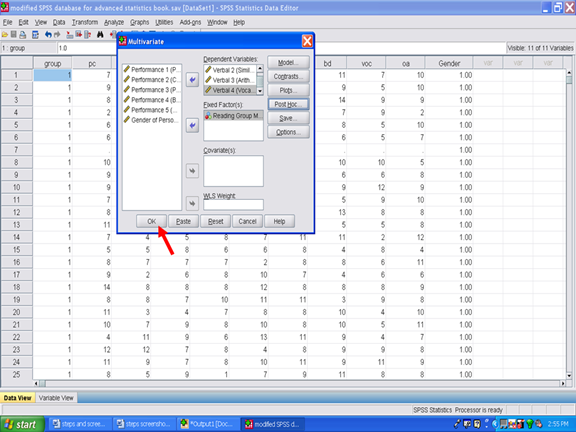 modified SPSS database for advanced statistics book.sav [DataSet1] - SPSS Statistics Data Editor
File Edit View Data Transform Analyze Graphs Utilities Add-ons Window Help
1 : group 1.0 Visible: 11 of 11 Variables
group pc bd voc oa Gender var var var
Multivariate
Performance 1 (P...
Performance 2 (C...
Performance 3 (P...
Performance 4 (B...
Performance 5 (...
Gender of Perso...
Dependent Variables:
Verbal 2 (Simil...
Verbal 3 (Arith...
Verbal 4 (Voca...
Fixed Factor(s):
Reading Group M...
Covariate(s):
WLS Weight:
Model...
Contrasts...
Plots...
Post Hoc...
Save...
Options...
OK Paste Reset Cancel Help
1 1 7 11 7 10 1.00
2 1 9 9 5 10 1.00
3 1 8 14 9 9 1.00
4 1 4 7 9 2 1.00
5 1 6 8 5 10 1.00
6 1 6 6 5 7 1.00
7 1 . . . . 1.00
8 1 10 10 10 5 1.00
9 1 6 6 6 8 1.00
10 1 9 9 12 9 1.00
11 1 5 7 9 10 1.00
12 1 8 13 8 8 1.00
13 1 11 5 5 8 1.00
14 1 7 4 5 8 7 11 11 2 12 1.00
15 1 5 5 8 6 6 8 4 8 4 1.00
16 1 8 7 7 7 2 8 8 6 11 1.00
17 1 9 2 6 8 10 7 4 6 6 1.00
18 1 14 8 8 8 12 8 8 8 9 1.00
19 1 8 8 7 10 11 11 3 9 8 1.00
20 1 11 3 4 7 8 10 10 4 8 1.00
21 1 10 7 9 10 8 8 10 5 11 1.00
22 1 4 11 9 6 13 11 9 4 7 1.00
23 1 12 12 7 8 4 8 9 9 8 1.00
24 1 11 9 7 8 10 11 9 11 9 1.00
25 1 8 5 9 1 7 9 11 8 8 1.00
Data View Variable View
SPSS Statistics Processor is ready
start steps and scree... steps screensho... *Output1 [Doc... modified SPSS d... 2:55 PM